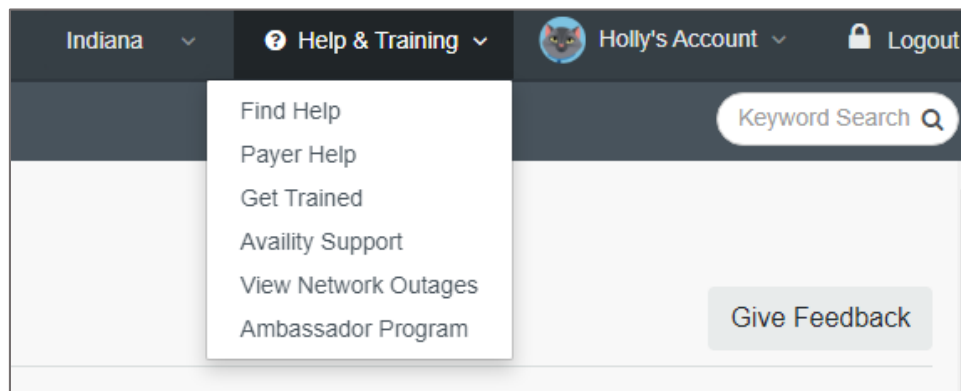 Indiana Help & Training Holly's Account Logout
Keyword Search
Find Help
Payer Help
Get Trained
Availity Support
View Network Outages
Ambassador Program
Give Feedback